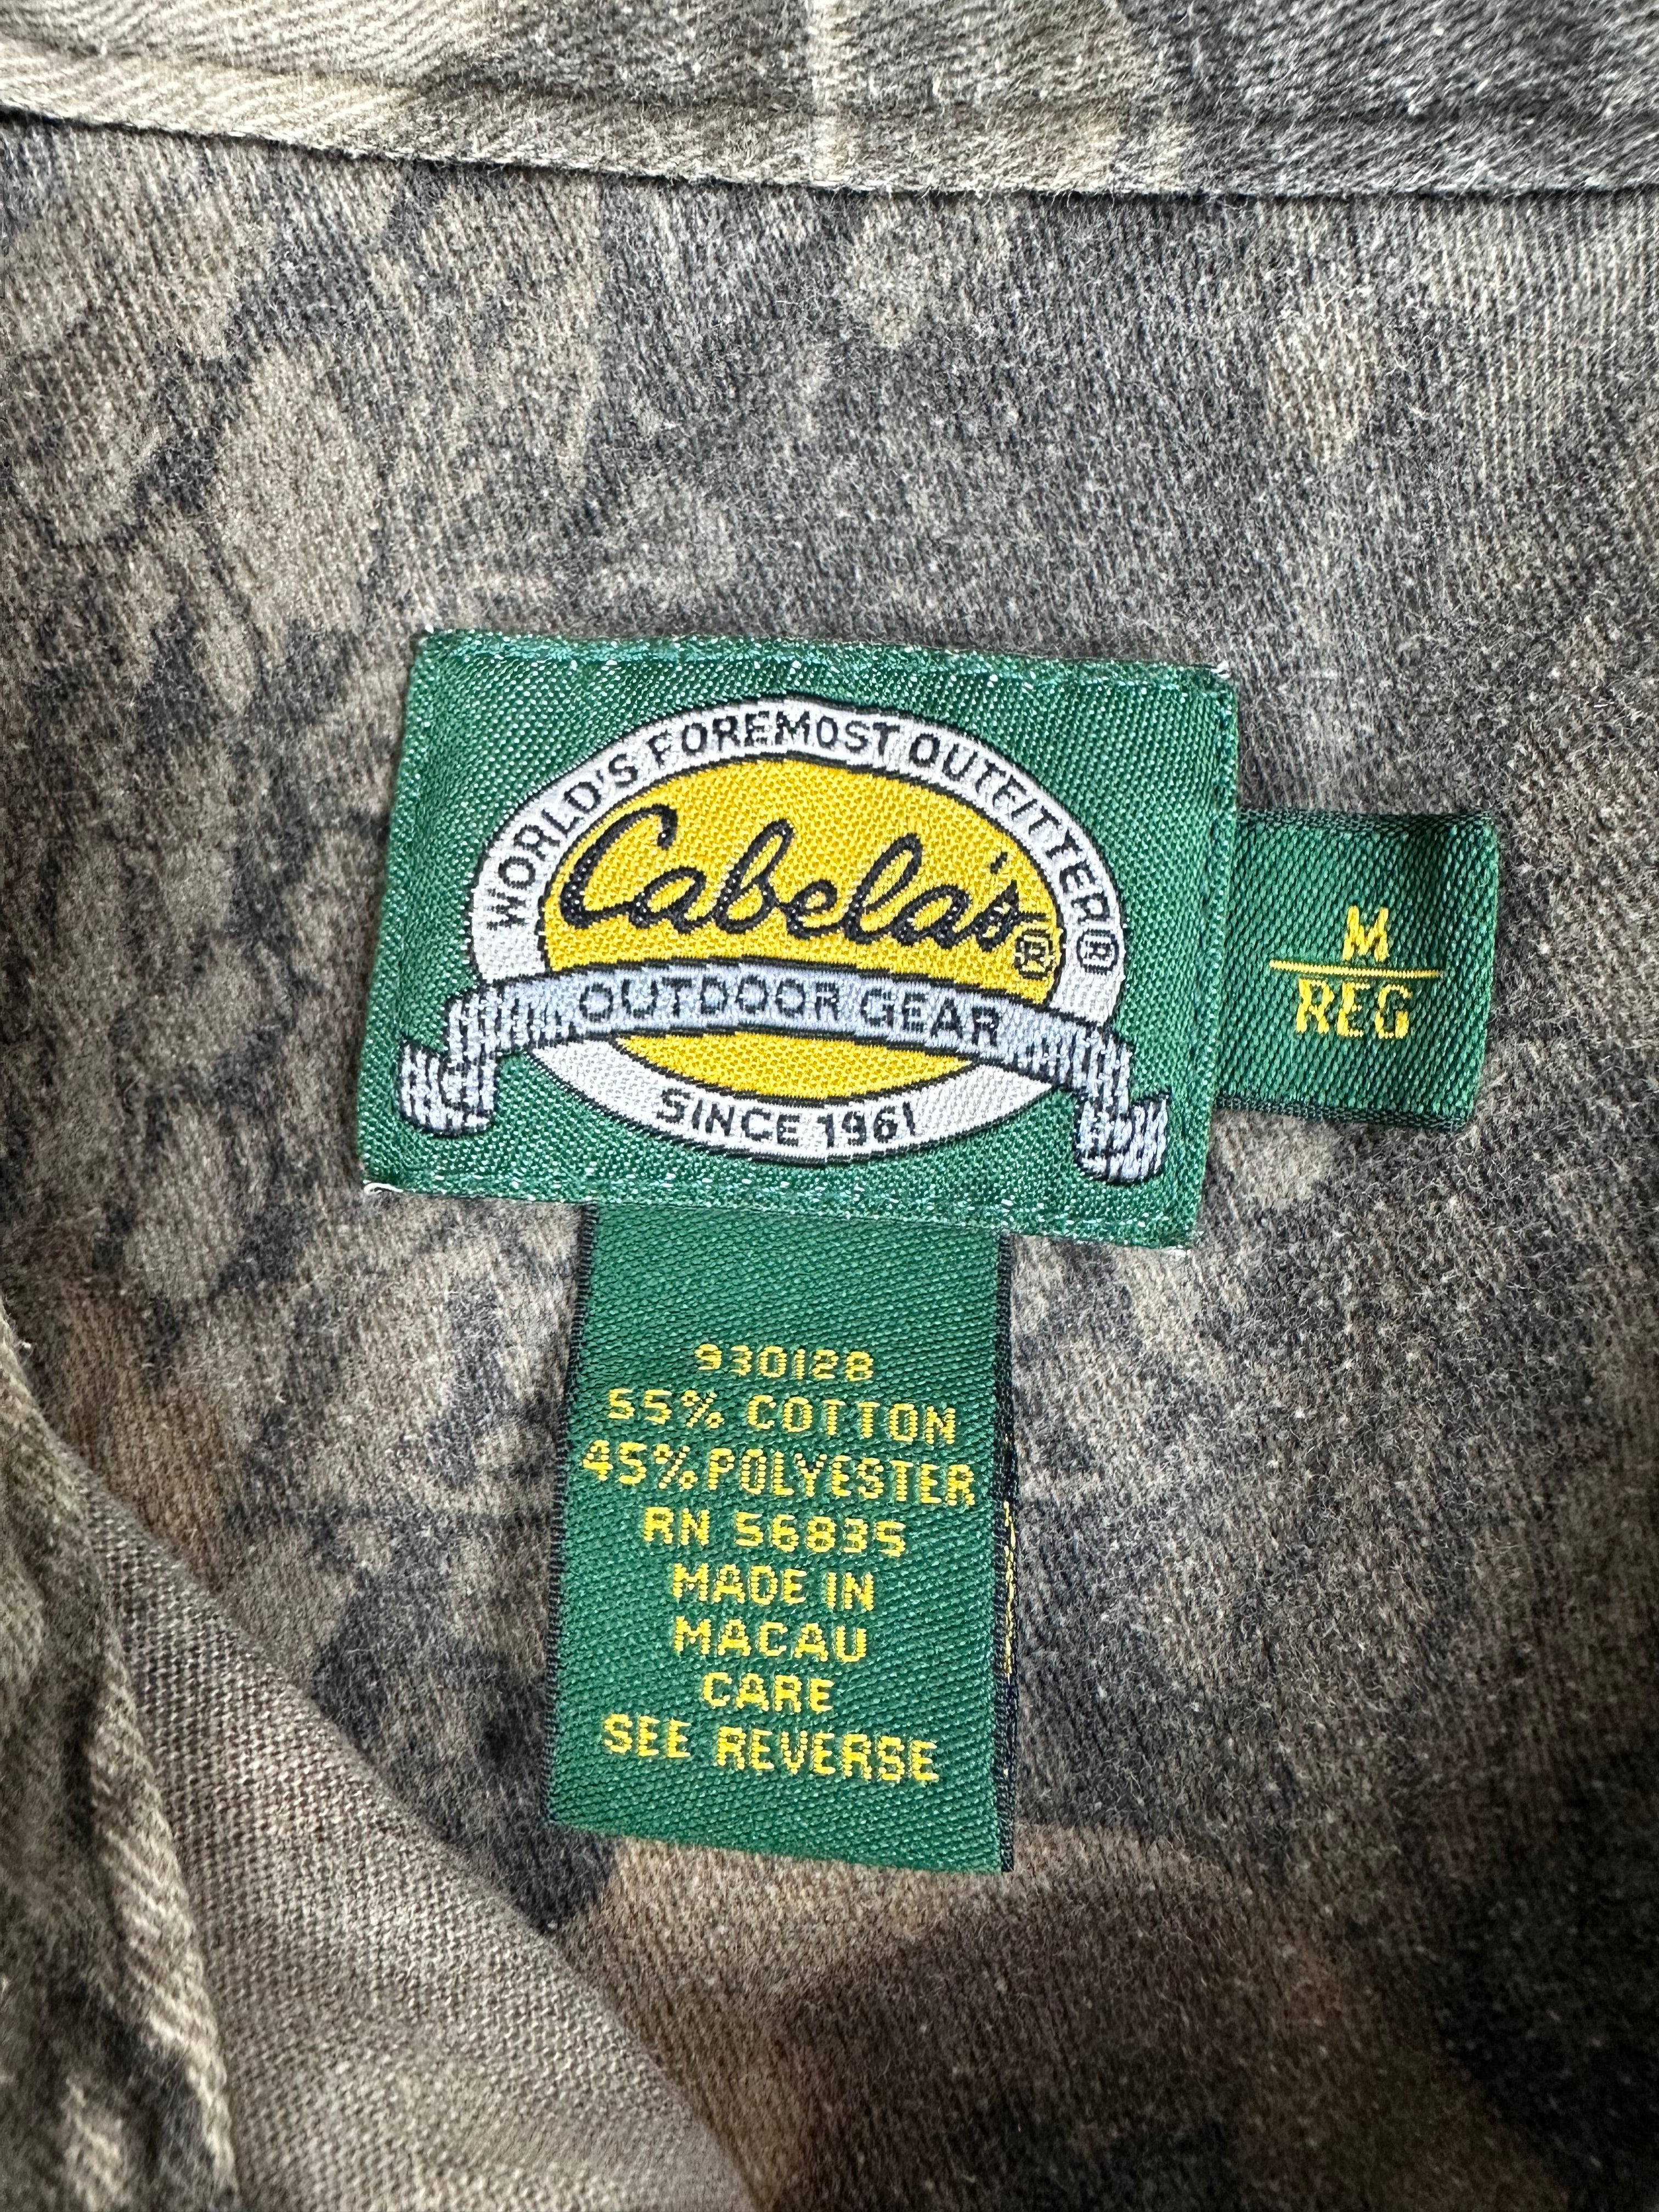 WORLD'S FOREMOST OUTFITTER®
Cabela's®
OUTDOOR GEAR
SINCE 1961
M
REG
930128
55% COTTON
45% POLYESTER
RN 56835
MADE IN
MACAU
CARE
SEE REVERSE